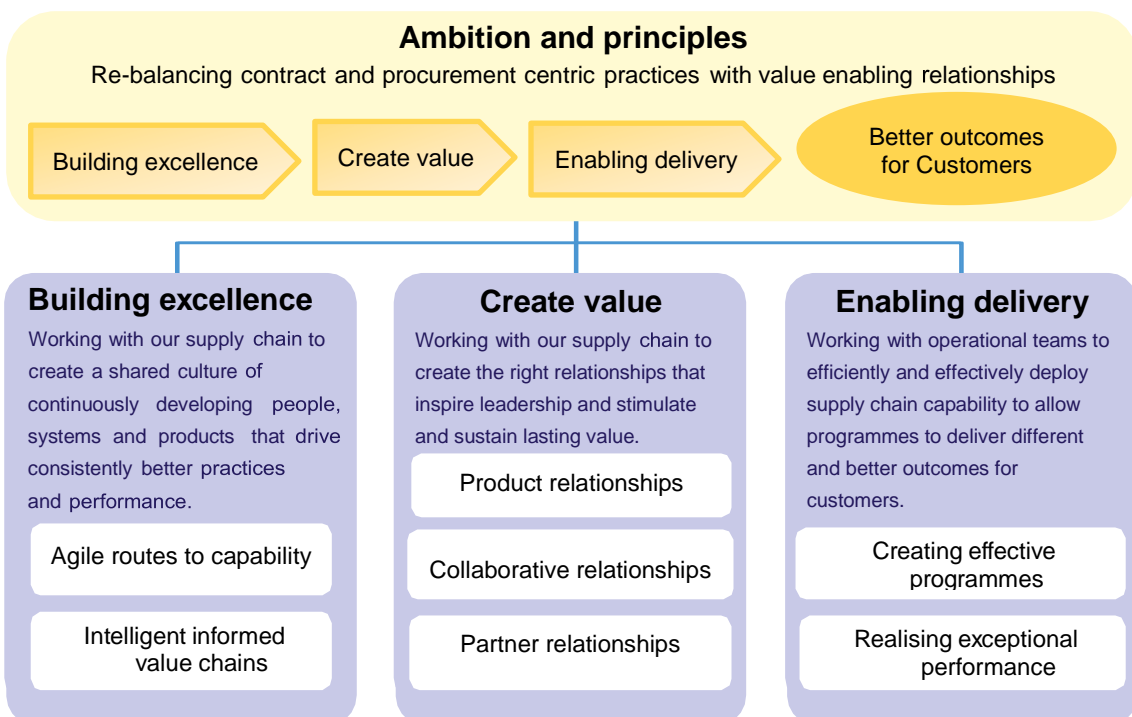 Ambition and principles
Re-balancing contract and procurement centric practices with value enabling relationships
Building excellence
Create value
Enabling delivery
Better outcomes
for Customers
Building excellence
Working with our supply chain to
create a shared culture of
continuously developing people,
systems and products that drive
consistently better practices
and performance.
Agile routes to capability
Intelligent informed
value chains
Create value
Working with our supply chain to
create the right relationships that
inspire leadership and stimulate
and sustain lasting value.
Product relationships
Collaborative relationships
Partner relationships
Enabling delivery
Working with operational teams to
efficiently and effectively deploy
supply chain capability to allow
programmes to deliver different
and better outcomes for
customers.
Creating effective
programmes
Realising exceptional
performance